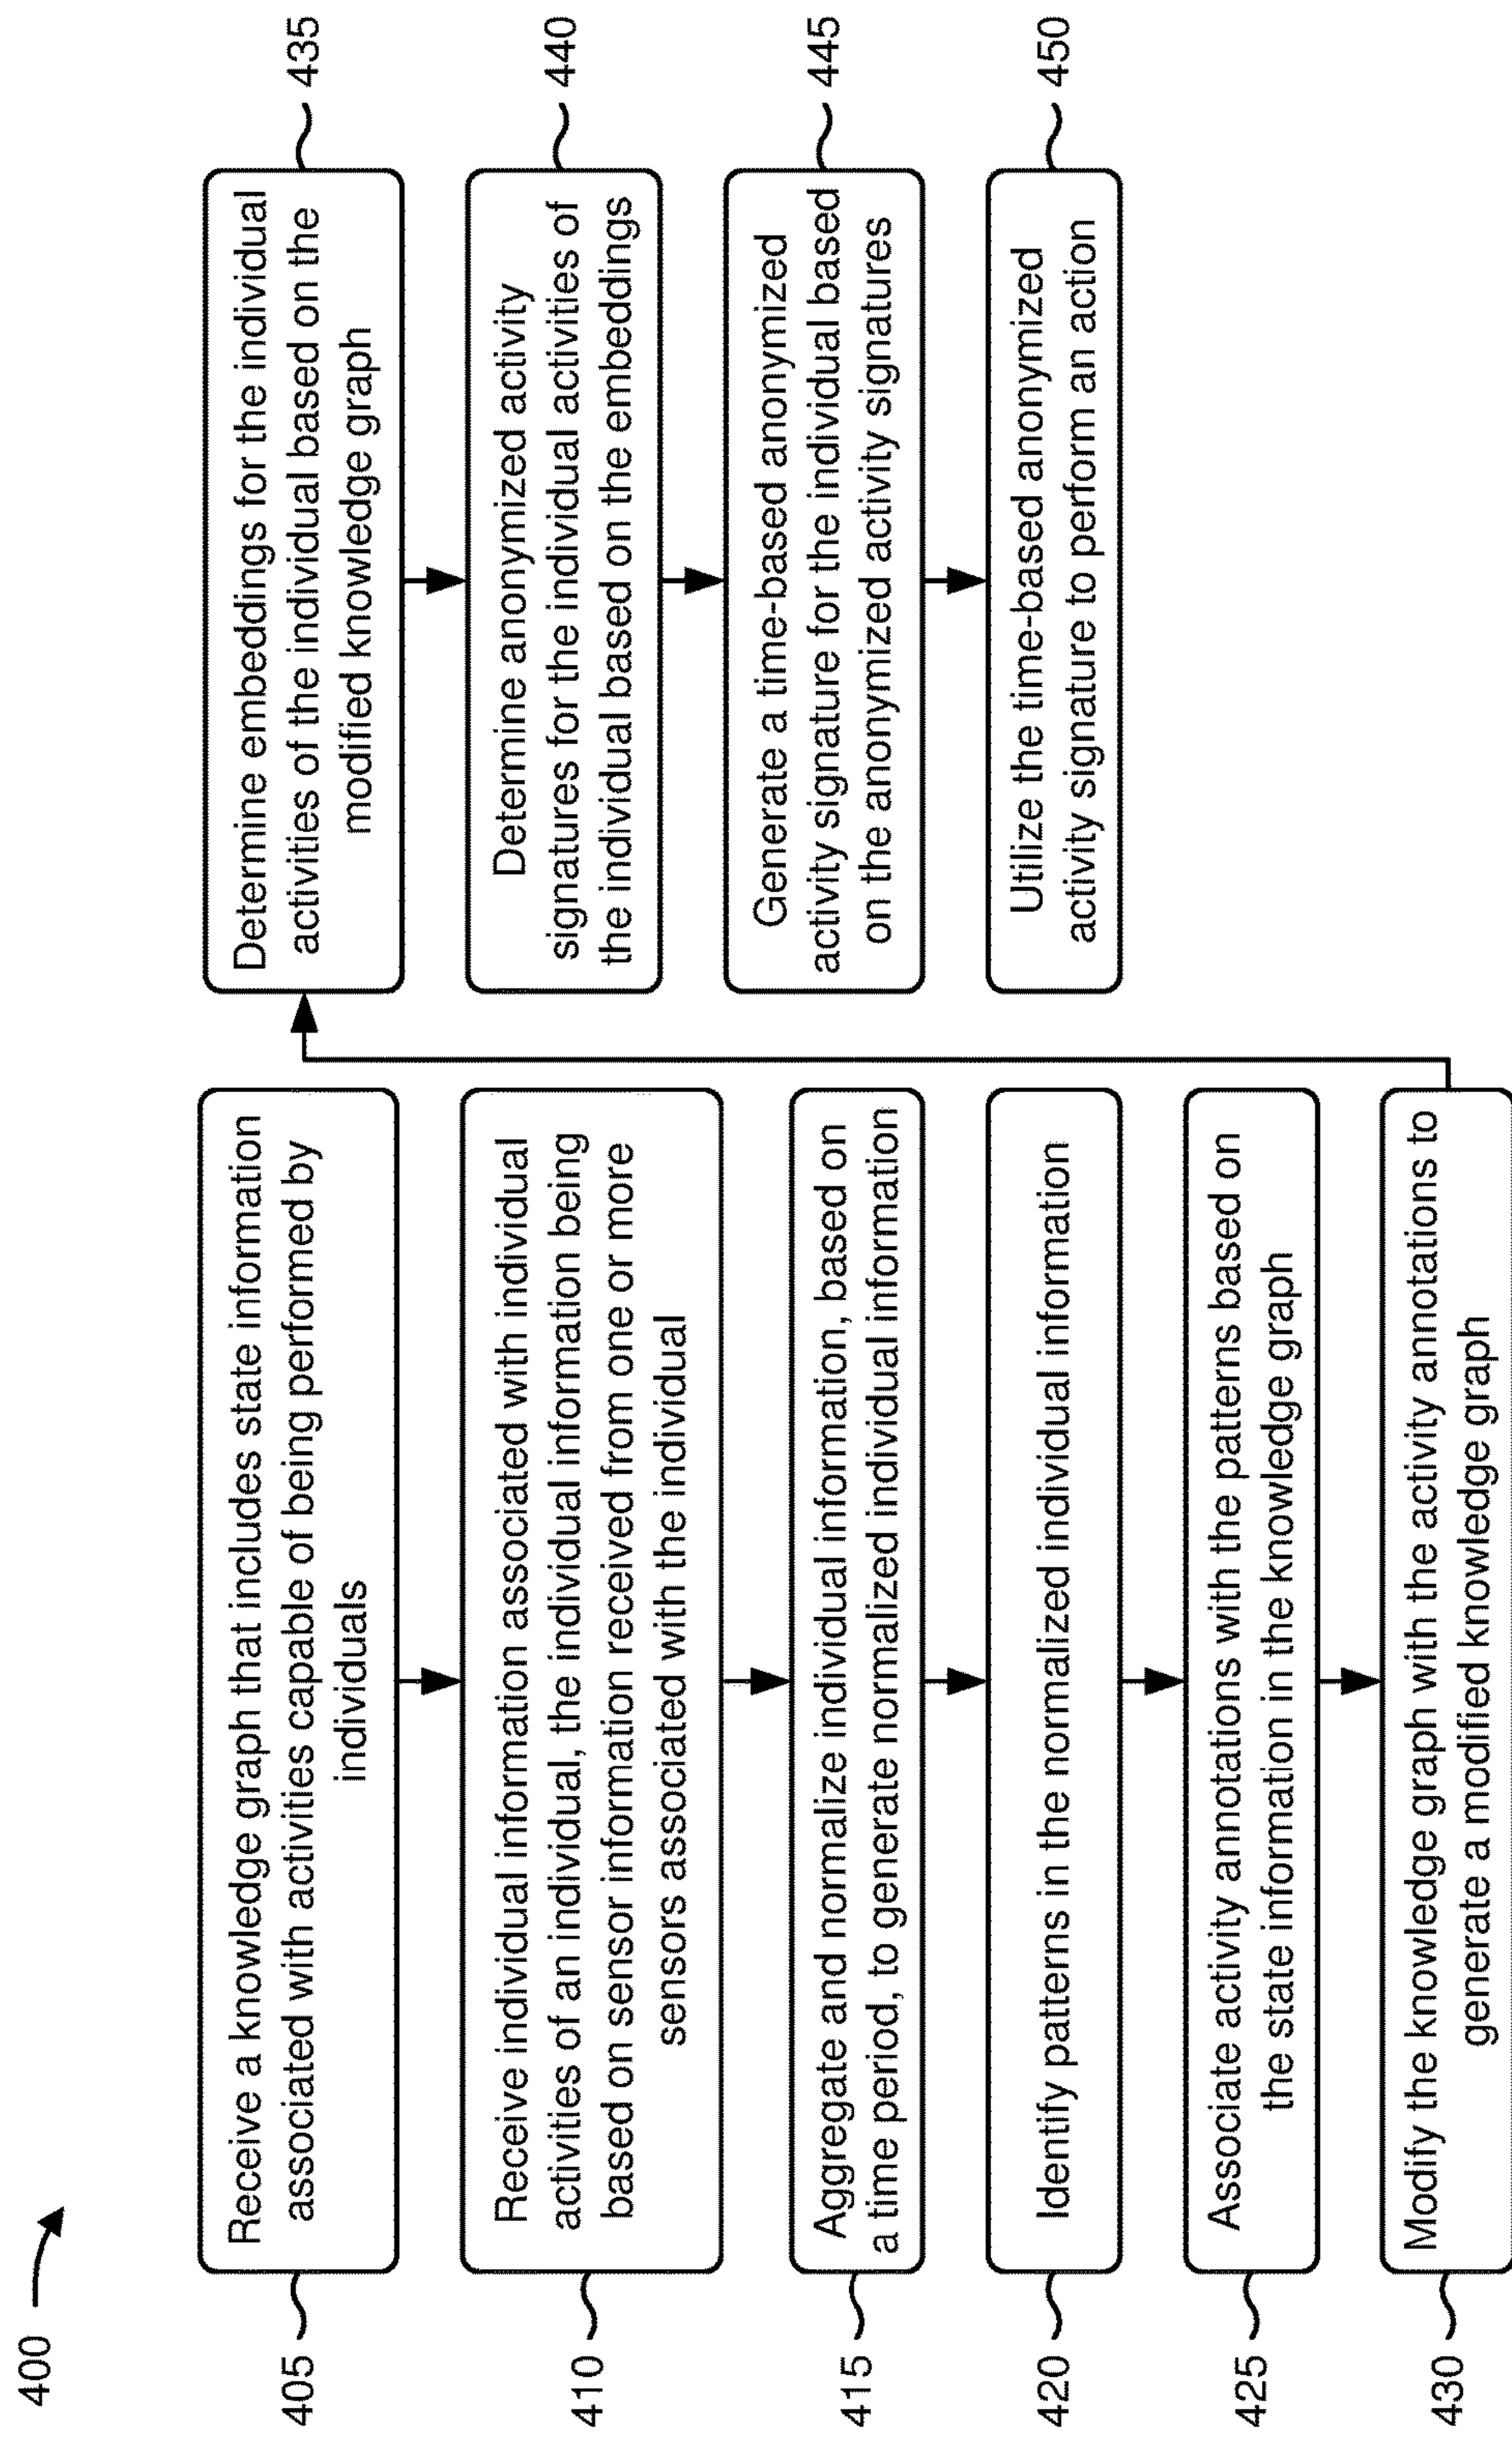 400
405
Receive a knowledge graph that includes state information
associated with activities capable of being performed by
individuals
410
Receive individual information associated with individual
activities of an individual, the individual information being
based on sensor information received from one or more
sensors associated with the individual
415
Aggregate and normalize individual information, based on
a time period, to generate normalized individual information
420
Identify patterns in the normalized individual information
425
Associate activity annotations with the patterns based on
the state information in the knowledge graph
430
Modify the knowledge graph with the activity annotations to
generate a modified knowledge graph
435
Determine embeddings for the individual
activities of the individual based on the
modified knowledge graph
440
Determine anonymized activity
signatures for the individual activities of
the individual based on the embeddings
445
Generate a time-based anonymized
activity signature for the individual based
on the anonymized activity signatures
450
Utilize the time-based anonymized
activity signature to perform an action